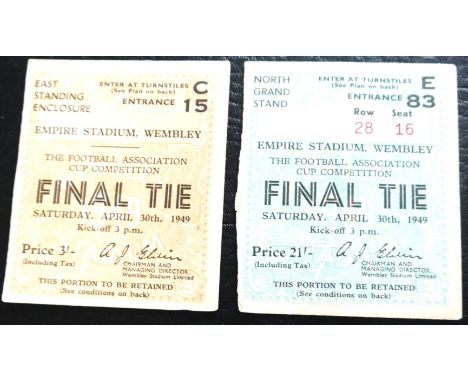 EAST
STANDING
ENCLOSURE
ENTER AT TURNSTILES
(See Plan on back)
ENTRANCE
C
15
EMPIRE STADIUM, WEMBLEY
THE FOOTBALL ASSOCIATION
CUP COMPETITION
FINAL TIE
SATURDAY, APRIL 30th, 1949
Kick-off 3 p.m.
Price 3/-
(Including Tax)
A J Elvin
CHAIRMAN AND
MANAGING DIRECTOR,
Wembley Stadium Limited
THIS PORTION TO BE RETAINED
(See conditions on back)
NORTH
GRAND
STAND
ENTER AT TURNSTILES
(See Plan on back)
ENTRANCE
E
83
Row Seat
28 16
EMPIRE STADIUM, WEMBLEY
THE FOOTBALL ASSOCIATION
CUP COMPETITION
FINAL TIE
SATURDAY, APRIL 30th, 1949
Kick-off 3 p.m.
Price 21/-
(Including Tax)
A J Elvin
CHAIRMAN AND
MANAGING DIRECTOR,
Wembley Stadium Limited
THIS PORTION TO BE RETAINED
(See conditions on back)